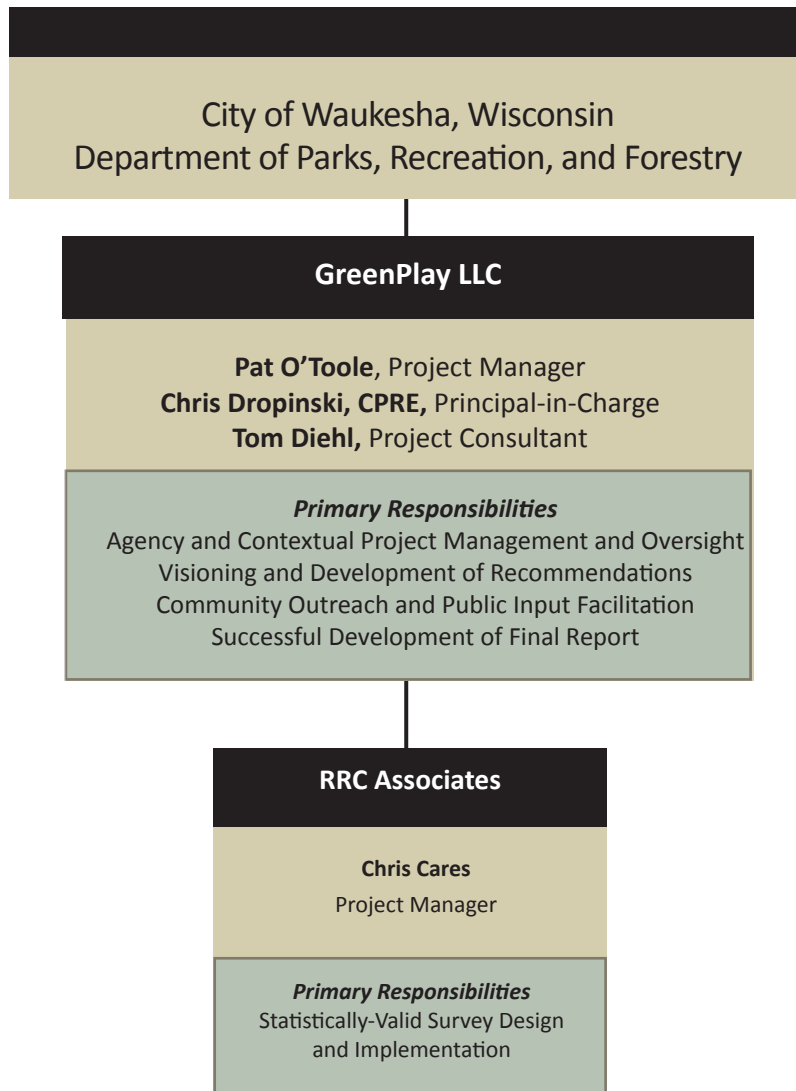 City of Waukesha, Wisconsin
Department of Parks, Recreation, and Forestry
GreenPlay LLC
Pat O’Toole, Project Manager
Chris Dropinski, CPRE, Principal-in-Charge
Tom Diehl, Project Consultant
Primary Responsibilities
Agency and Contextual Project Management and Oversight
Visioning and Development of Recommendations
Community Outreach and Public Input Facilitation
Successful Development of Final Report
RRC Associates
Chris Cares
Project Manager
Primary Responsibilities
Statistically-Valid Survey Design
and Implementation